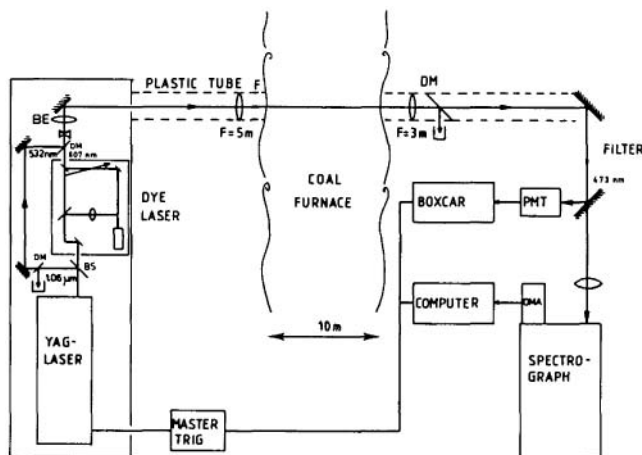 PLASTIC TUBE F
DM
BE
F=5m
F=3m
532nm
DM
607 nm
FILTER
473 nm
DYE
LASER
COAL
FURNACE
BOXCAR
PMT
DM
1.06 μm
BS
COMPUTER
OMA
10m
YAG-
LASER
SPECTRO-
GRAPH
MASTER
TRIG